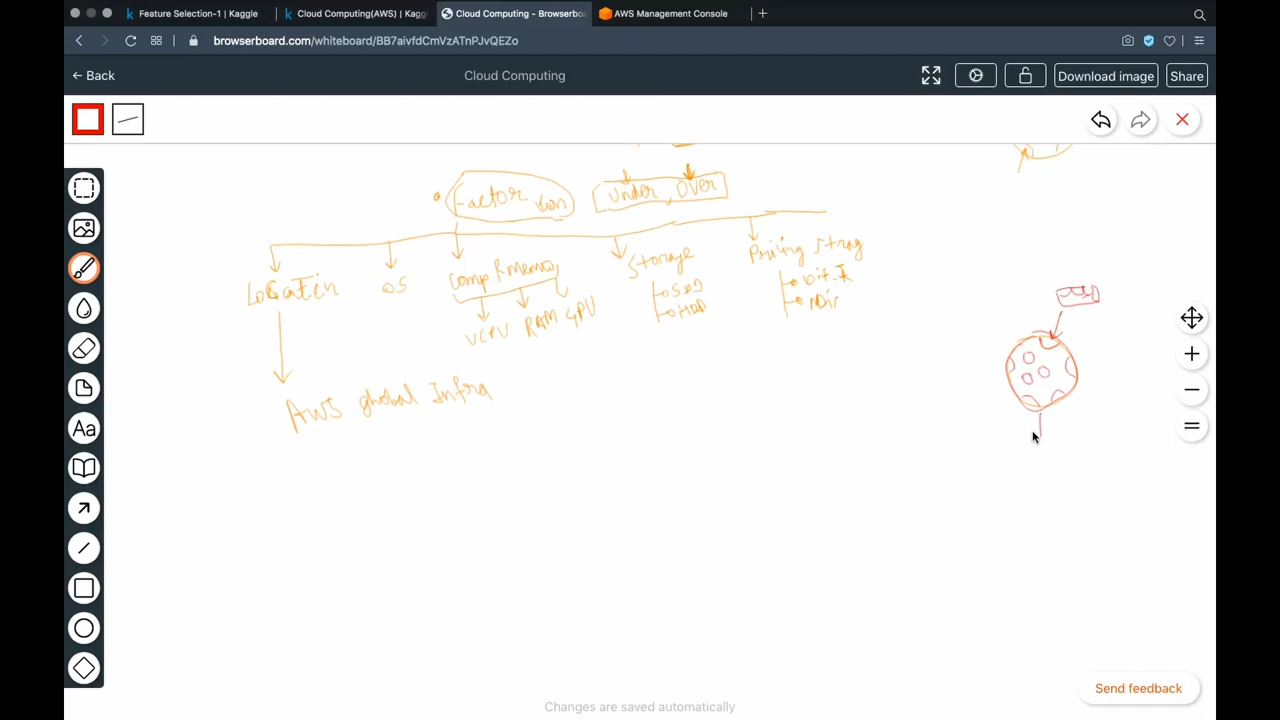 Feature Selection-1 | Kaggle
Cloud Computing(AWS) | Kagg
Cloud Computing - Browserboa
AWS Management Console
browserboard.com/whiteboard/BB7aivfdCmVzATnPJvQEZo
← Back
Cloud Computing
Download image
Share
Factor
Under, Over
Location
OS
Comp & memo
Storage
Pricing Strag
SSD
HDD
VCPU RAM GPU
AWS global Infra
Aa
Send feedback
Changes are saved automatically